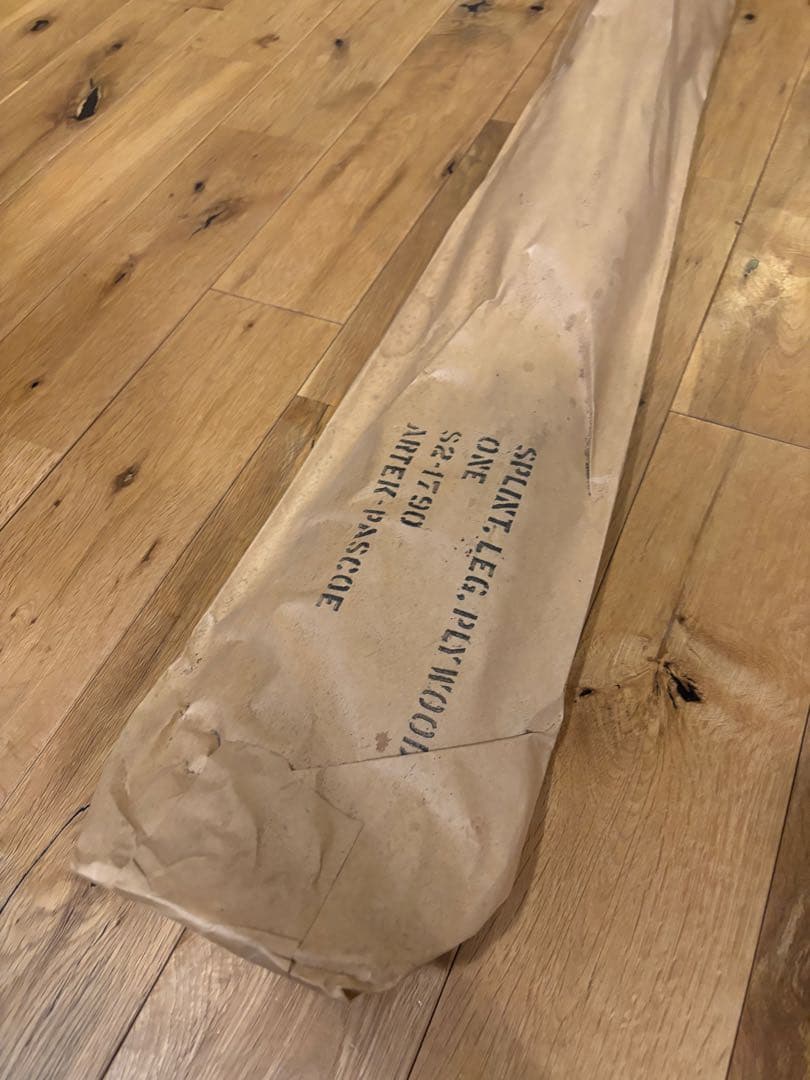 SPLINT, LEG, PLYWOOD
ONE
S2-1790
ARTEK-PASCOE